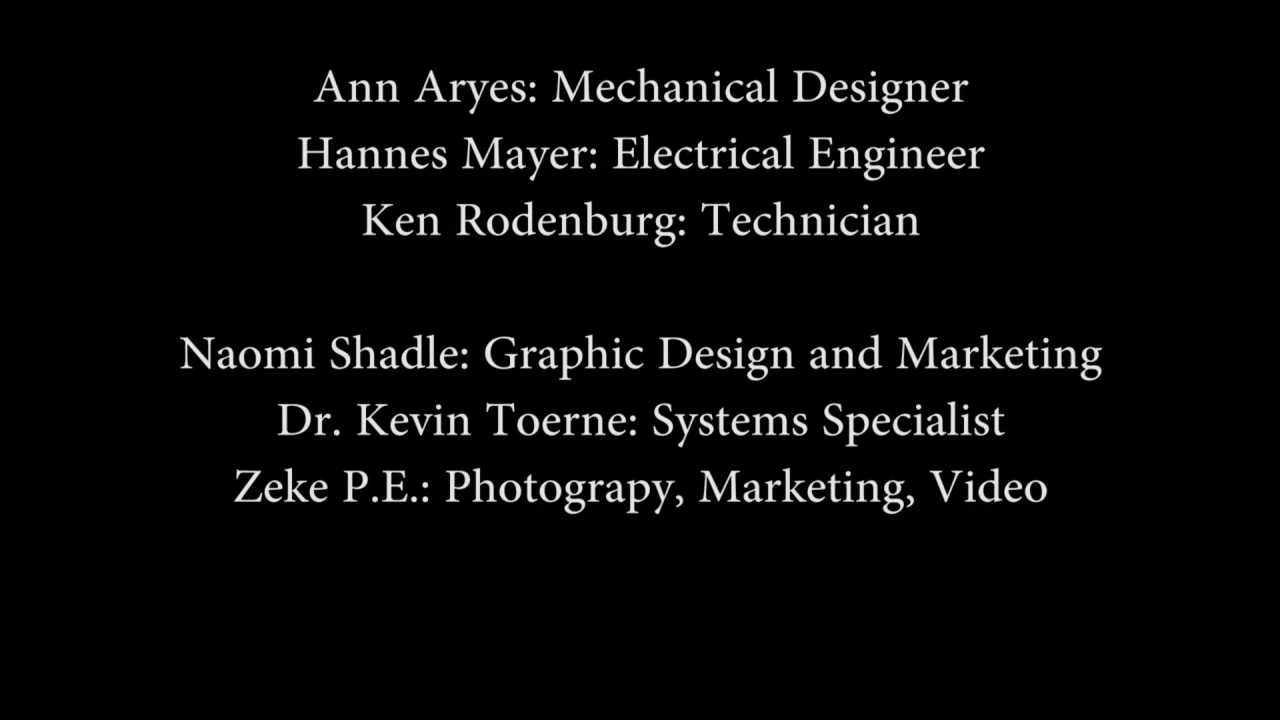 Ann Aryes: Mechanical Designer
Hannes Mayer: Electrical Engineer
Ken Rodenburg: Technician
Naomi Shadle: Graphic Design and Marketing
Dr. Kevin Toerne: Systems Specialist
Zeke P.E.: Photograpy, Marketing, Video